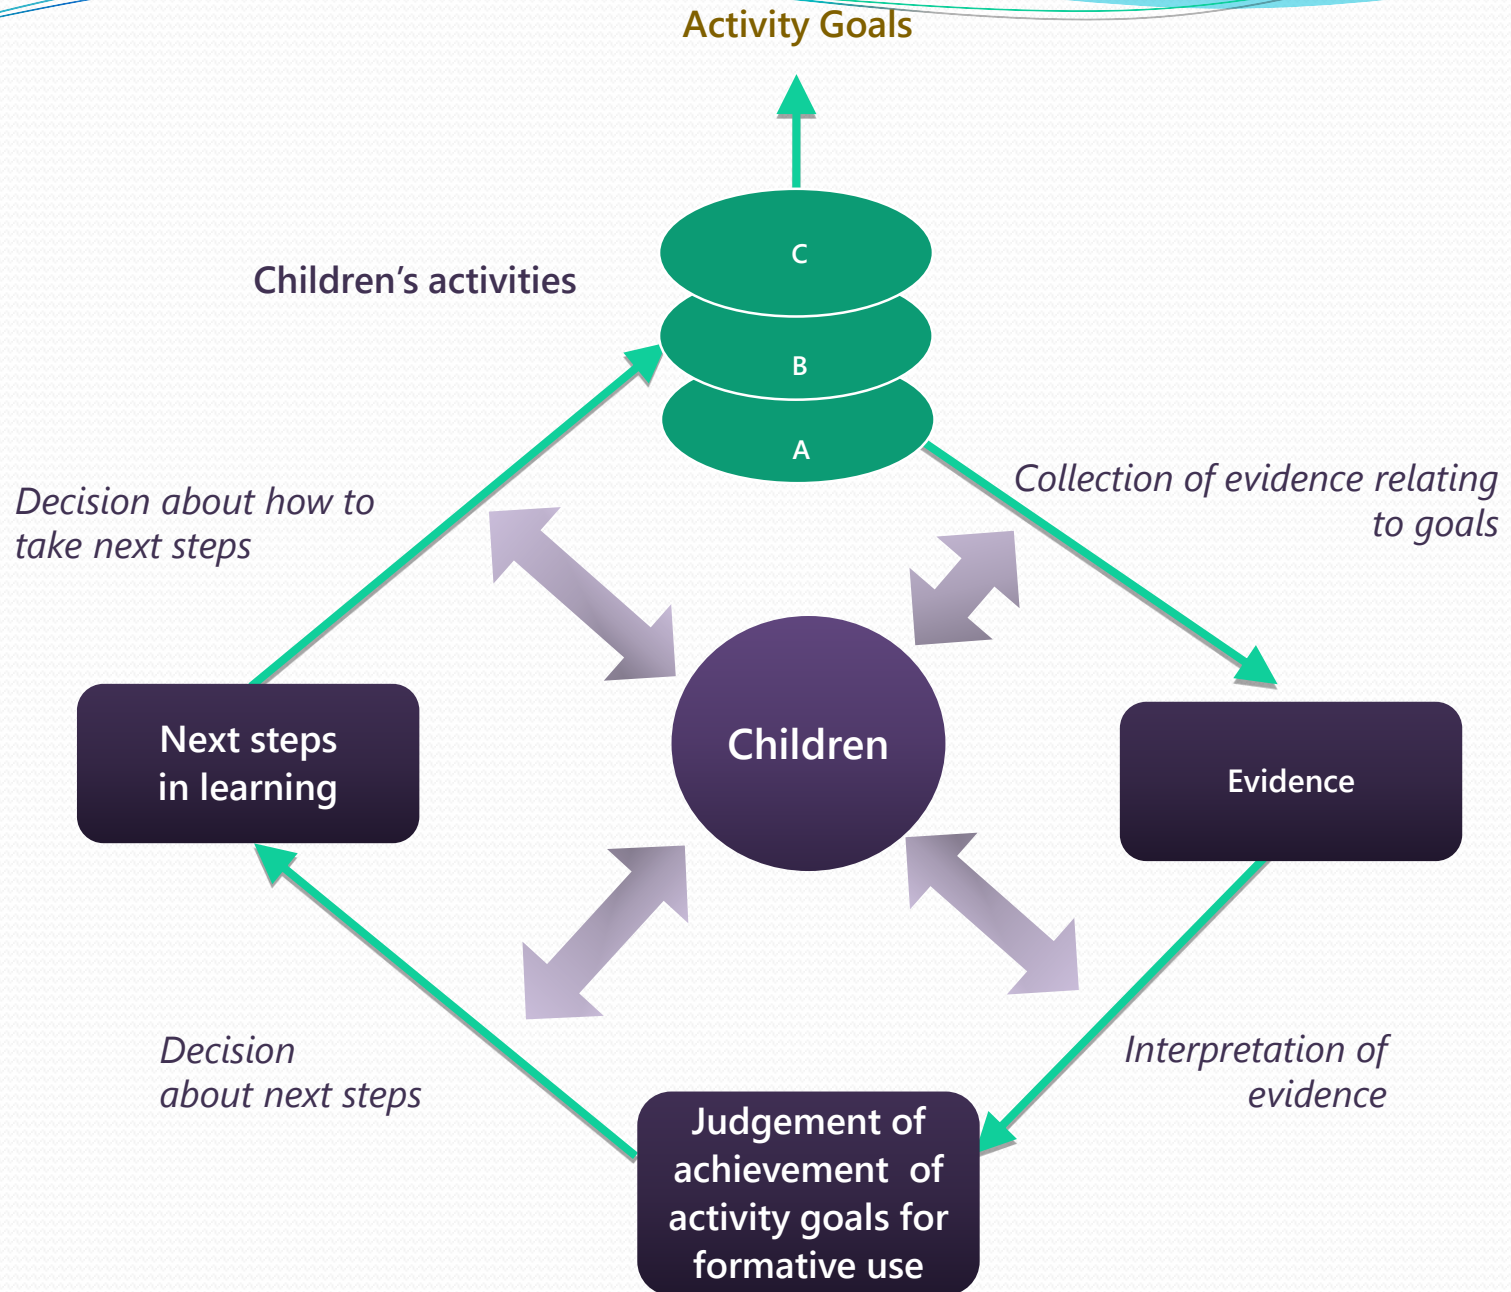 Activity Goals
C
Children’s activities
B
A
Collection of evidence relating
to goals
Decision about how to
take next steps
Next steps
in learning
Children
Evidence
Decision
about next steps
Interpretation of
evidence
Judgement of
achievement  of
activity goals for
formative use